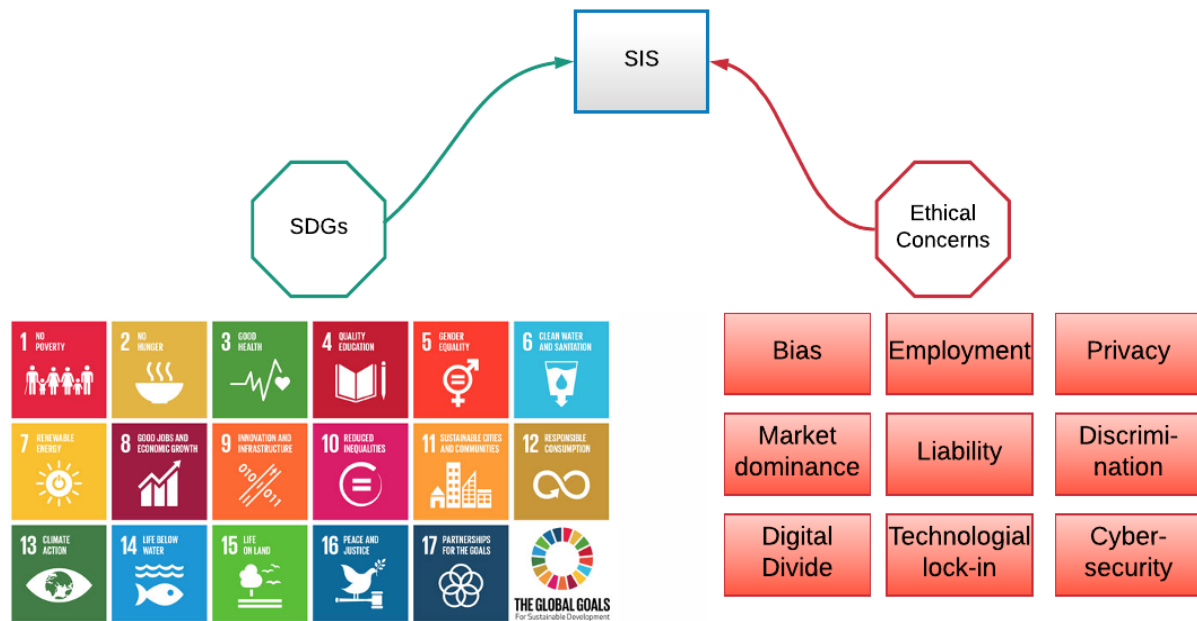 SIS
SDGs
Ethical
Concerns
1 NO
POVERTY
2 NO
HUNGER
3 GOOD
HEALTH
4 QUALITY
EDUCATION
5 GENDER
EQUALITY
6 CLEAN WATER
AND SANITATION
7 RENEWABLE
ENERGY
8 GOOD JOBS AND
ECONOMIC GROWTH
9 INNOVATION AND
INFRASTRUCTURE
010
011
10 REDUCED
INEQUALITIES
11 SUSTAINABLE CITIES
AND COMMUNITIES
12 RESPONSIBLE
CONSUMPTION
13 CLIMATE
ACTION
14 LIFE BELOW
WATER
15 LIFE
ON LAND
16 PEACE AND
JUSTICE
17 PARTNERSHIPS
FOR THE GOALS
THE GLOBAL GOALS
For Sustainable Development
Bias
Employment
Privacy
Market
dominance
Liability
Discrimi-
nation
Digital
Divide
Technologial
lock-in
Cyber-
security